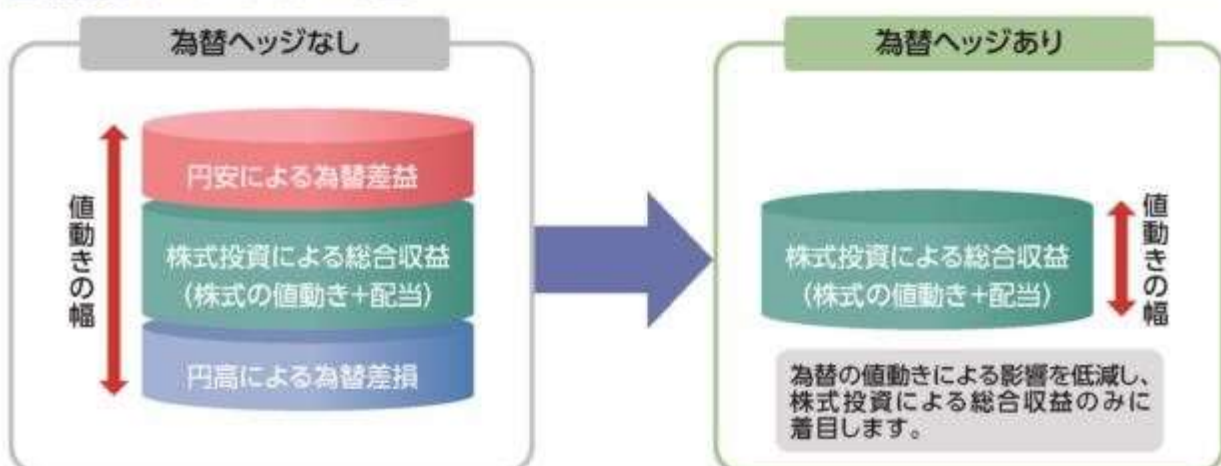 為替ヘッジなし
値動きの幅
円安による為替差益
株式投資による総合収益
(株式の値動き+配当)
円高による為替差損
為替ヘッジあり
株式投資による総合収益
(株式の値動き+配当)
値動きの幅
為替の値動きによる影響を低減し、
株式投資による総合収益のみに
着目します。